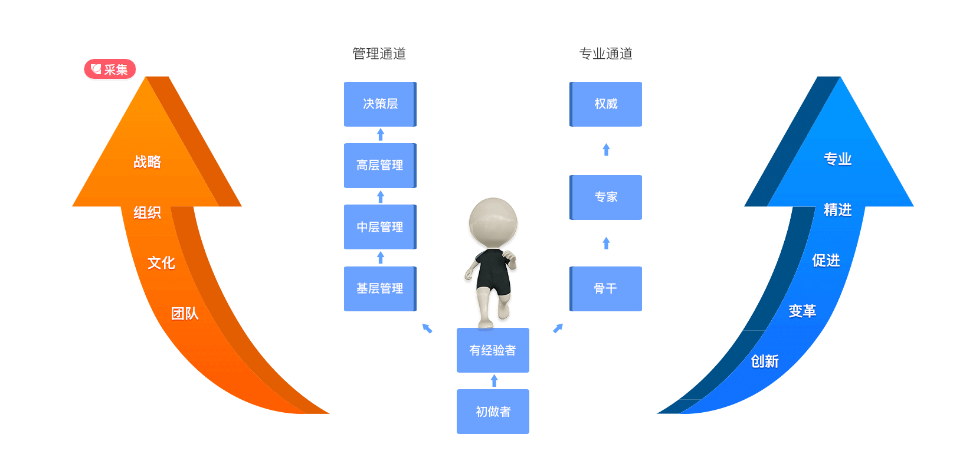 管理通道
专业通道
采集
战略
组织
文化
团队
决策层
高层管理
中层管理
基层管理
有经验者
初做者
权威
专家
骨干
专业
精进
促进
变革
创新